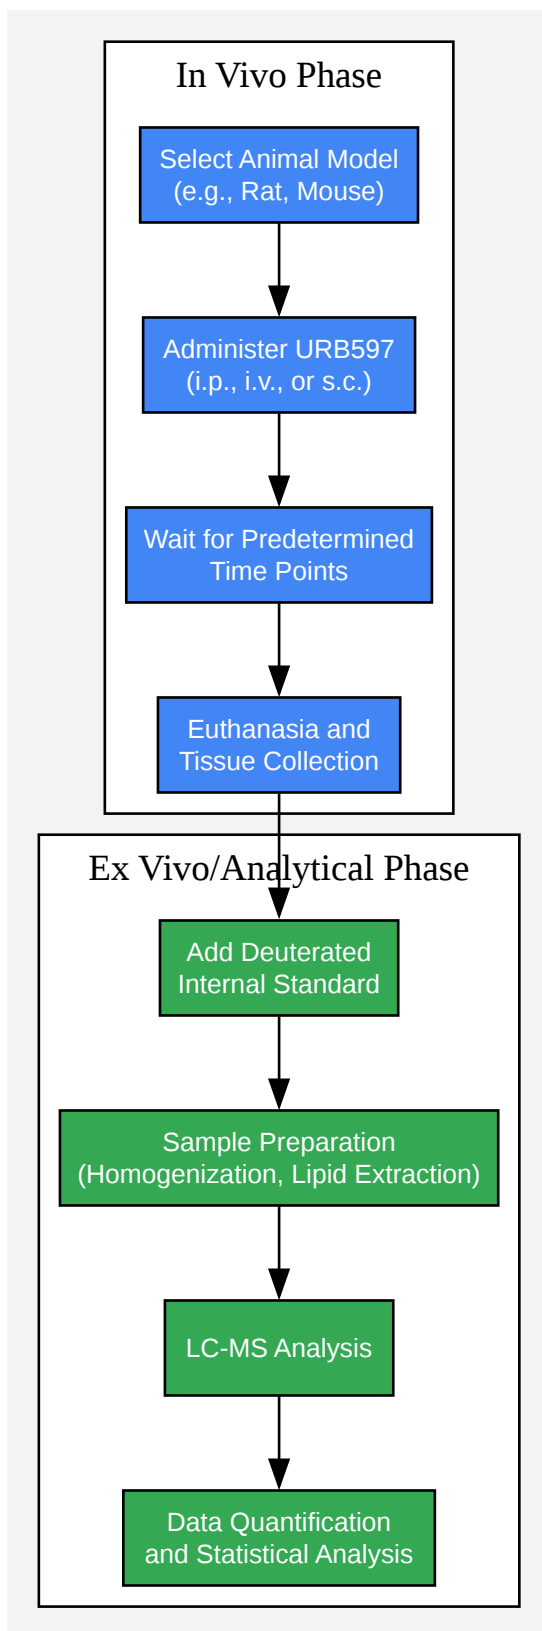 In Vivo Phase
Select Animal Model
(e.g., Rat, Mouse)
Administer URB597
(i.p., i.v., or s.c.)
Wait for Predetermined
Time Points
Euthanasia and
Tissue Collection
Ex Vivo/Analytical Phase
Add Deuterated
Internal Standard
Sample Preparation
(Homogenization, Lipid Extraction)
LC-MS Analysis
Data Quantification
and Statistical Analysis